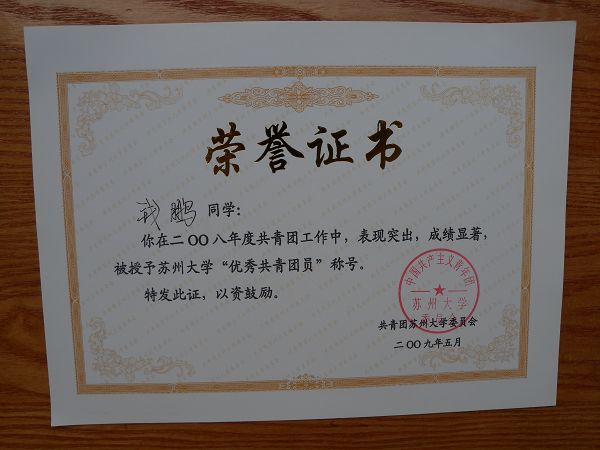 荣誉证书
鹏 同学：
你在二OO八年度共青团工作中，表现突出，成绩显著，
被授予苏州大学“优秀共青团员”称号。
特发此证，以资鼓励。
中国共产主义青年团
苏州大学
委员会
共青团苏州大学委员会
二OO九年五月